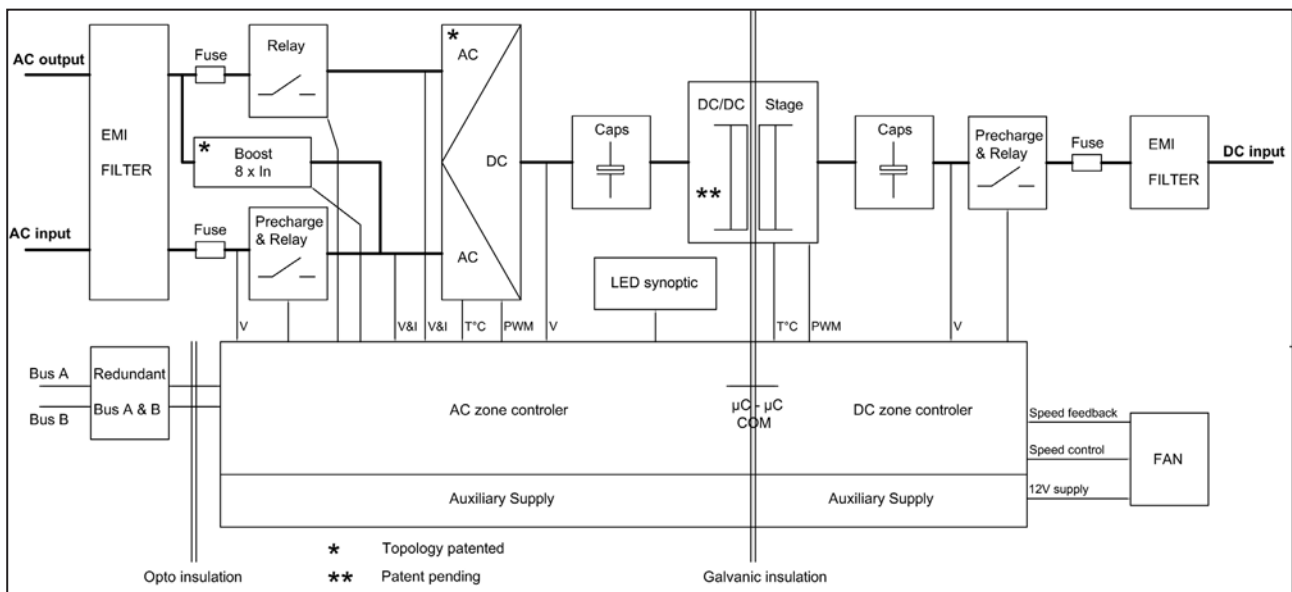 AC output
AC input
EMI
FILTER
Fuse
Relay
*
Boost
8 x In
Fuse
Precharge
& Relay
*
AC
DC
AC
Caps
DC/DC
Stage
**
Caps
Precharge
& Relay
Fuse
EMI
FILTER
DC input
LED synoptic
V
V&I
V&I
T°C
PWM
V
T°C
PWM
V
Bus A
Bus B
Redundant
Bus A & B
AC zone controler
µC - µC
COM
DC zone controler
Speed feedback
Speed control
12V supply
FAN
Auxiliary Supply
Auxiliary Supply
* Topology patented
** Patent pending
Opto insulation
Galvanic insulation